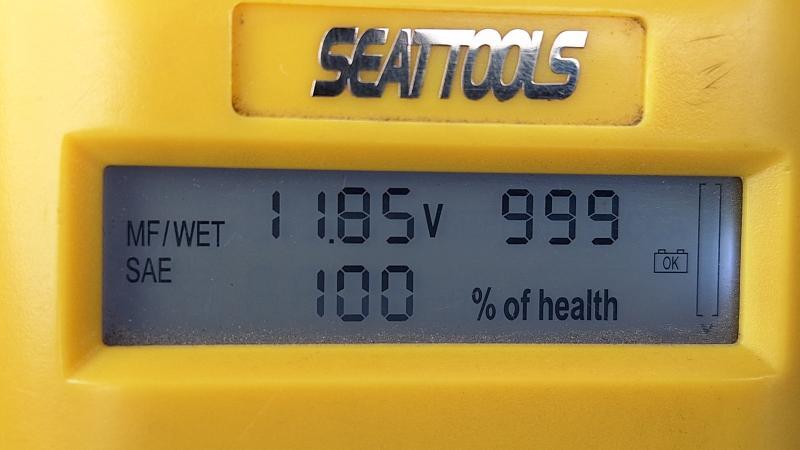 SEATTOOLS
MF/WET 11.85V 999
SAE OK
100 % of health